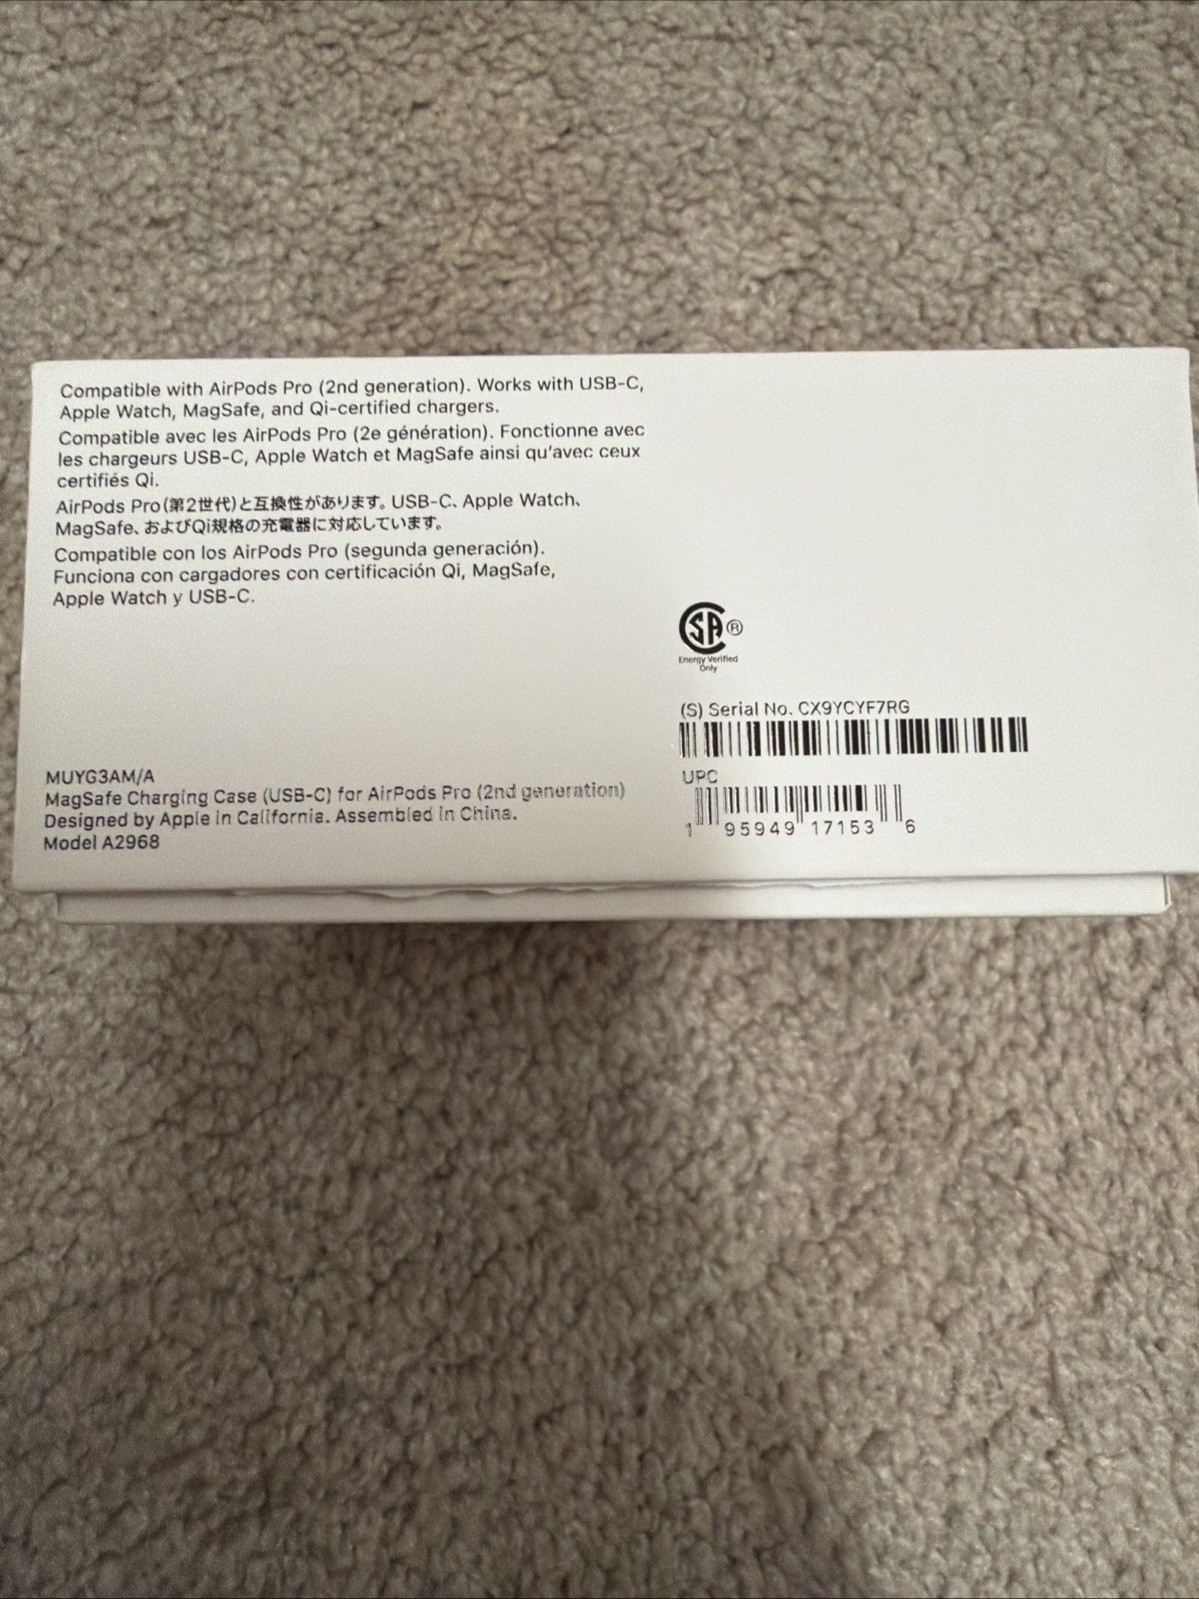 Compatible with AirPods Pro (2nd generation). Works with USB-C,
Apple Watch, MagSafe, and Qi-certified chargers.
Compatible avec les AirPods Pro (2e génération). Fonctionne avec
les chargeurs USB-C, Apple Watch et MagSafe ainsi qu'avec ceux
certifiés Qi.
AirPods Pro(第2世代)と互換性があります。USB-C、Apple Watch、
MagSafe、およびQi規格の充電器に対応しています。
Compatible con los AirPods Pro (segunda generación).
Funciona con cargadores con certificación Qi, MagSafe,
Apple Watch y USB-C.
MUYG3AM/A
MagSafe Charging Case (USB-C) for AirPods Pro (2nd generation)
Designed by Apple in California. Assembled in China.
Model A2968
SA®
Energy Verified
Only
(S) Serial No. CX9YCYF7RG
UPC
1 95949 17153 6